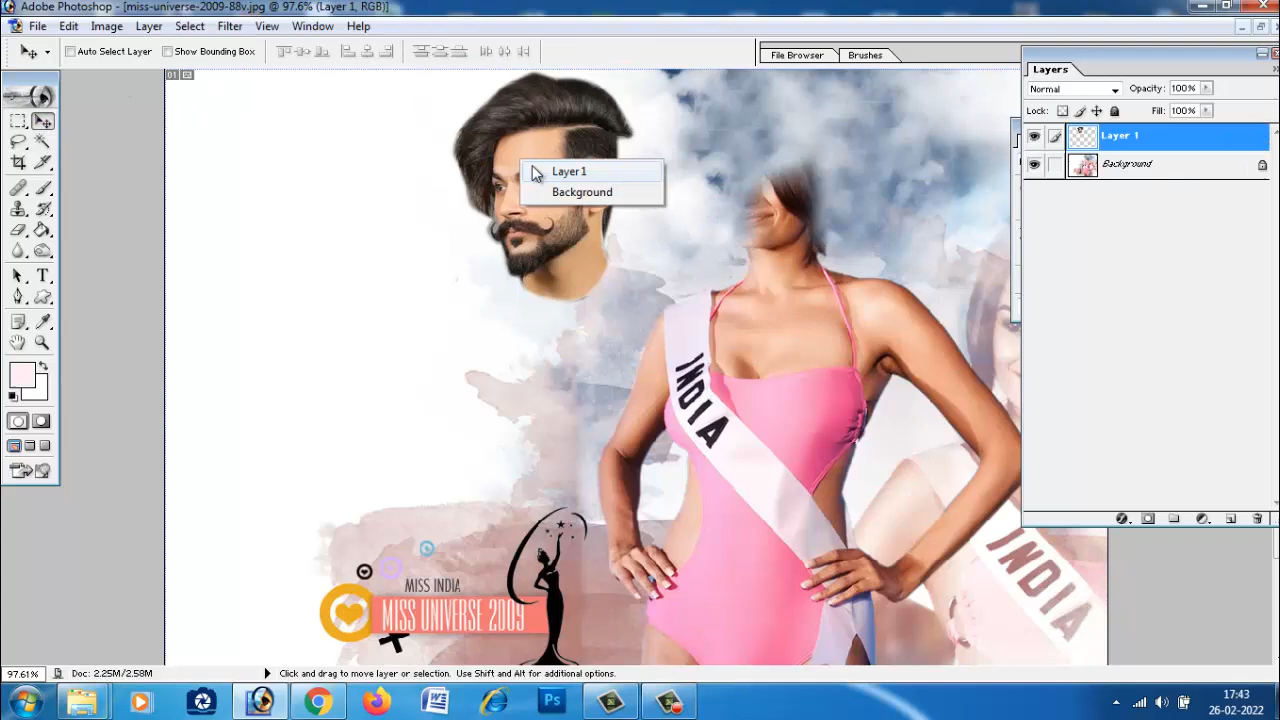 Adobe Photoshop - [miss-universe-2009-88v.jpg @ 97.6% (Layer 1, RGB)]
File Edit Image Layer Select Filter View Window Help
Auto Select Layer Show Bounding Box
File Browser Brushes
Layers
Normal Opacity: 100%
Lock: Fill: 100%
Layer 1
Background
01
Layer 1
Background
INDIA
INDIA
MISS INDIA
MISS UNIVERSE 2009
97.61% Doc: 2.25M/2.58M Click and drag to move layer or selection. Use Shift and Alt for additional options.
Ps
17:43
26-02-2022